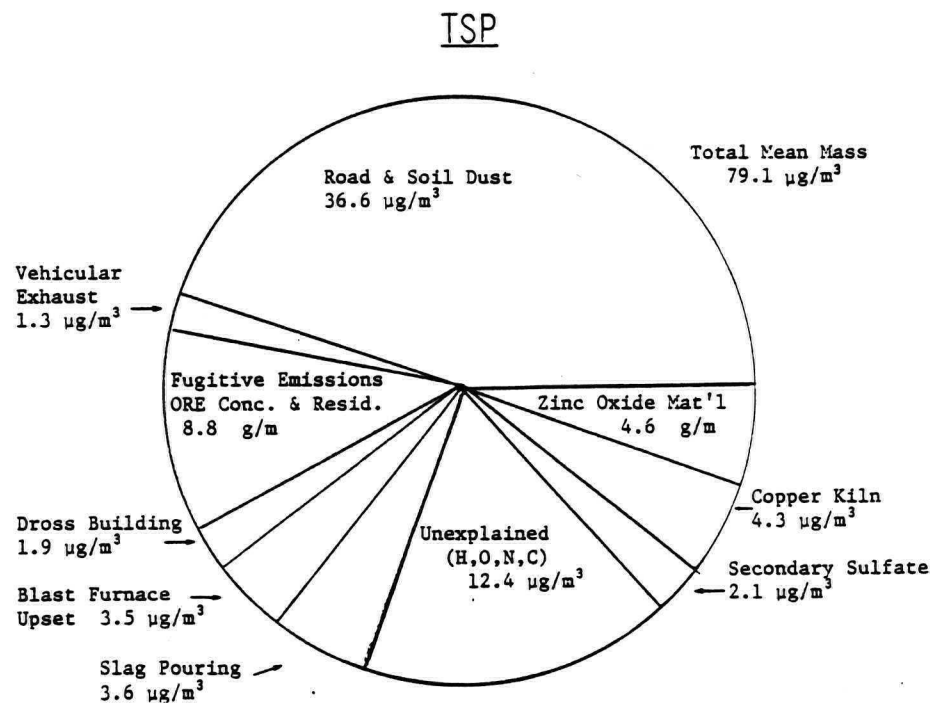 TSP
Total Mean Mass
79.1 µg/m³
Road & Soil Dust
36.6 µg/m³
Vehicular
Exhaust
1.3 µg/m³
Fugitive Emissions
ORE Conc. & Resid.
8.8 g/m
Zinc Oxide Mat'l
4.6 g/m
Copper Kiln
4.3 µg/m³
Dross Building
1.9 µg/m³
Unexplained
(H,O,N,C)
12.4 µg/m³
Secondary Sulfate
2.1 µg/m³
Blast Furnace
Upset 3.5 µg/m³
Slag Pouring
3.6 µg/m³